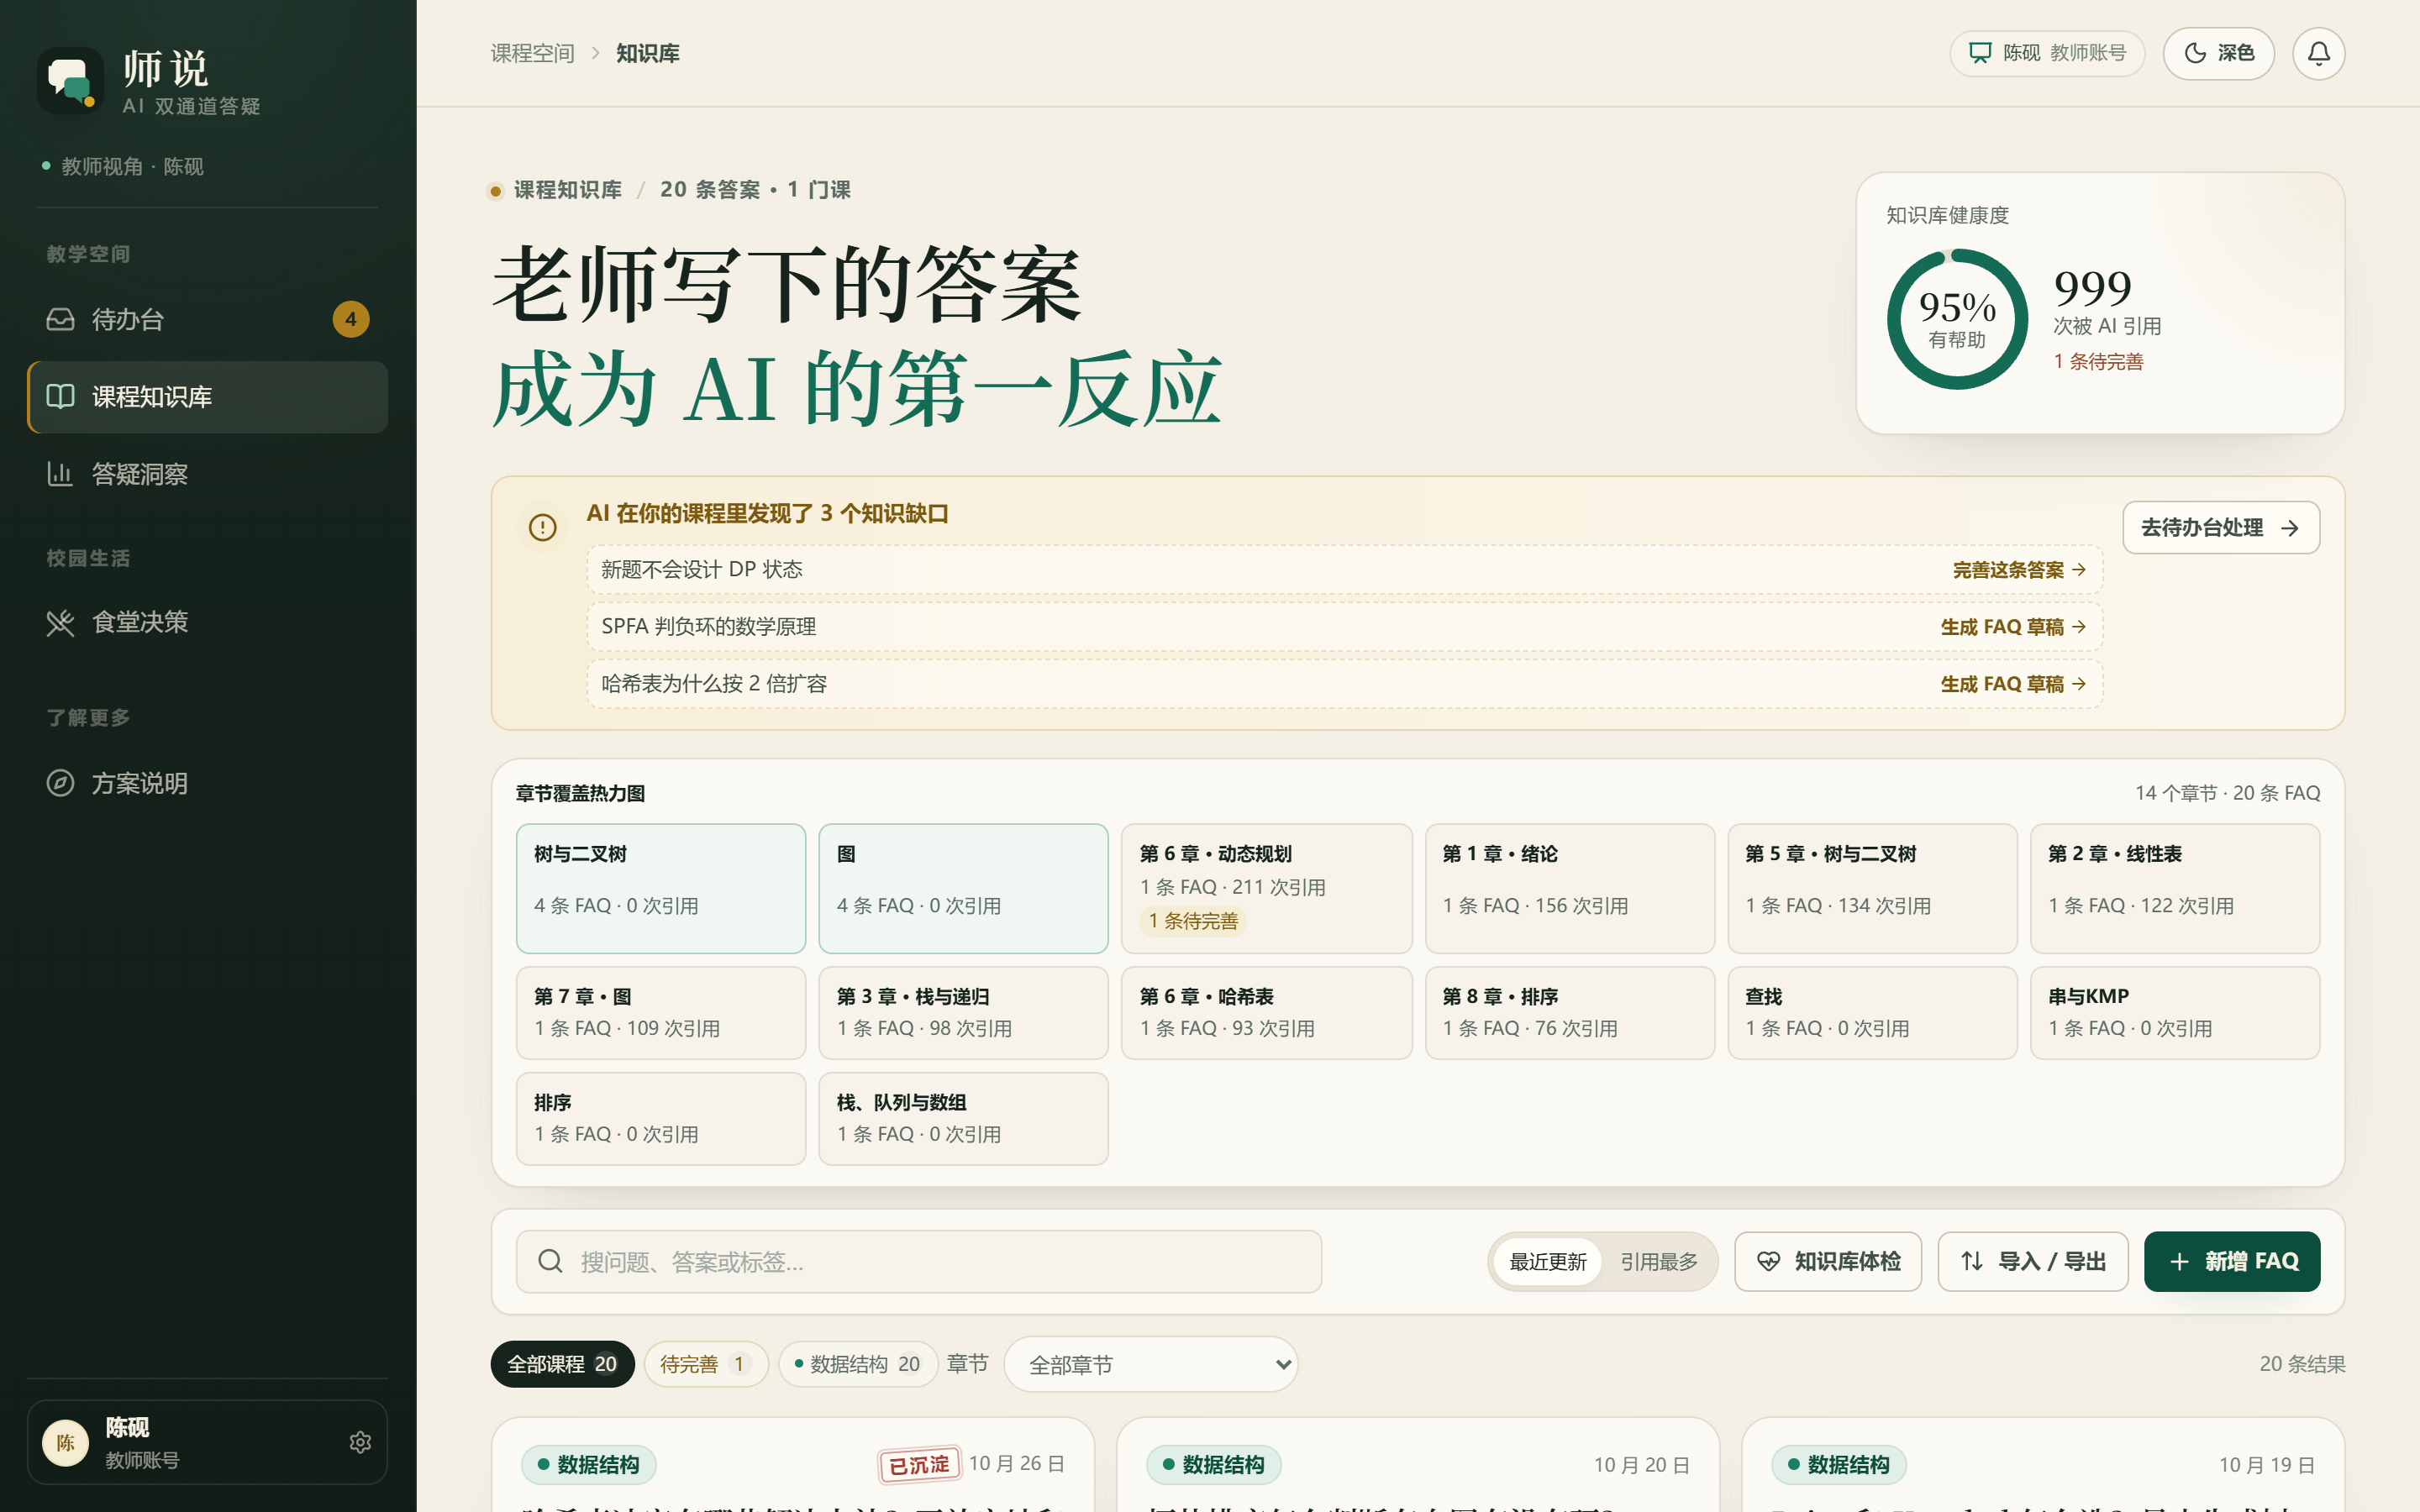 师说
AI 双通道答疑
教师视角 · 陈砚
教学空间
待办台
4
课程知识库
答疑洞察
校园生活
食堂决策
了解更多
方案说明
陈
陈砚
教师账号
课程空间
知识库
陈砚 教师账号
深色
课程知识库 / 20 条答案 • 1 门课
老师写下的答案
成为 AI 的第一反应
知识库健康度
95%
有帮助
999
次被 AI 引用
1 条待完善
AI 在你的课程里发现了 3 个知识缺口
去待办台处理
新题不会设计 DP 状态
完善这条答案
SPFA 判负环的数学原理
生成 FAQ 草稿
哈希表为什么按 2 倍扩容
生成 FAQ 草稿
章节覆盖热力图
14 个章节 · 20 条 FAQ
树与二叉树
4 条 FAQ · 0 次引用
图
4 条 FAQ · 0 次引用
第 6 章 • 动态规划
1 条 FAQ · 211 次引用
1 条待完善
第 1 章 • 绪论
1 条 FAQ · 156 次引用
第 5 章 • 树与二叉树
1 条 FAQ · 134 次引用
第 2 章 • 线性表
1 条 FAQ · 122 次引用
第 7 章 • 图
1 条 FAQ · 109 次引用
第 3 章 • 栈与递归
1 条 FAQ · 98 次引用
第 6 章 • 哈希表
1 条 FAQ · 93 次引用
第 8 章 • 排序
1 条 FAQ · 76 次引用
查找
1 条 FAQ · 0 次引用
串与KMP
1 条 FAQ · 0 次引用
排序
1 条 FAQ · 0 次引用
栈、队列与数组
1 条 FAQ · 0 次引用
搜问题、答案或标签...
最近更新
引用最多
知识库体检
导入 / 导出
新增 FAQ
全部课程 20
待完善 1
数据结构 20
章节
全部章节
20 条结果
数据结构
已沉淀
10 月 26 日
数据结构
10 月 20 日
数据结构
10 月 19 日